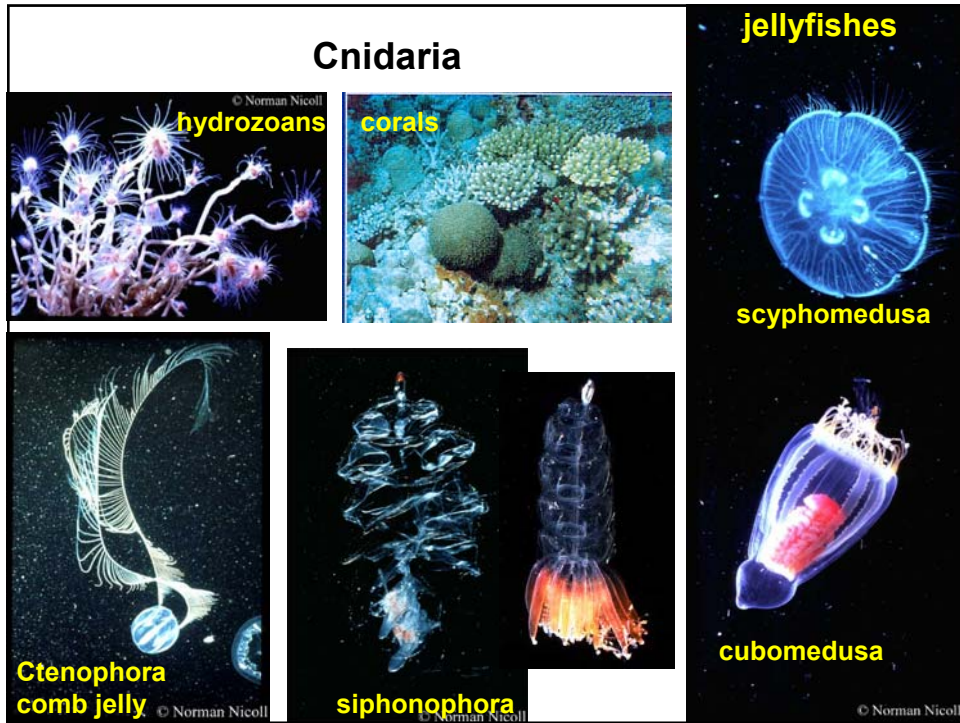 Cnidaria
jellyfishes
© Norman Nicoll
hydrozoans
corals
scyphomedusa
cubomedusa
Ctenophora
comb jelly
© Norman Nicoll
siphonophora
© Norman Nicoll
© Norman Nicoll